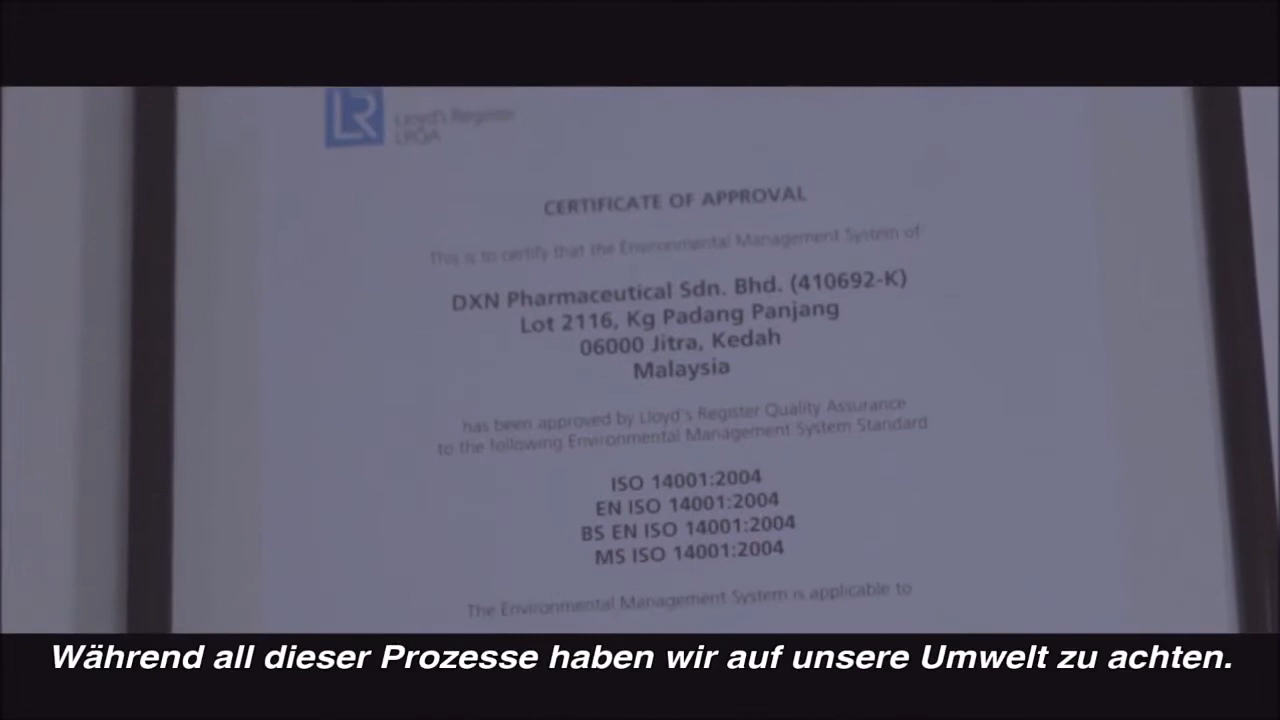 LR
Lloyd's Register
LRQA
CERTIFICATE OF APPROVAL
This is to certify that the Environmental Management System of
DXN Pharmaceutical Sdn. Bhd. (410692-K)
Lot 2116, Kg Padang Panjang
06000 Jitra, Kedah
Malaysia
has been approved by Lloyd's Register Quality Assurance
to the following Environmental Management System Standard
ISO 14001:2004
EN ISO 14001:2004
BS EN ISO 14001:2004
MS ISO 14001:2004
The Environmental Management System is applicable to
Während all dieser Prozesse haben wir auf unsere Umwelt zu achten.